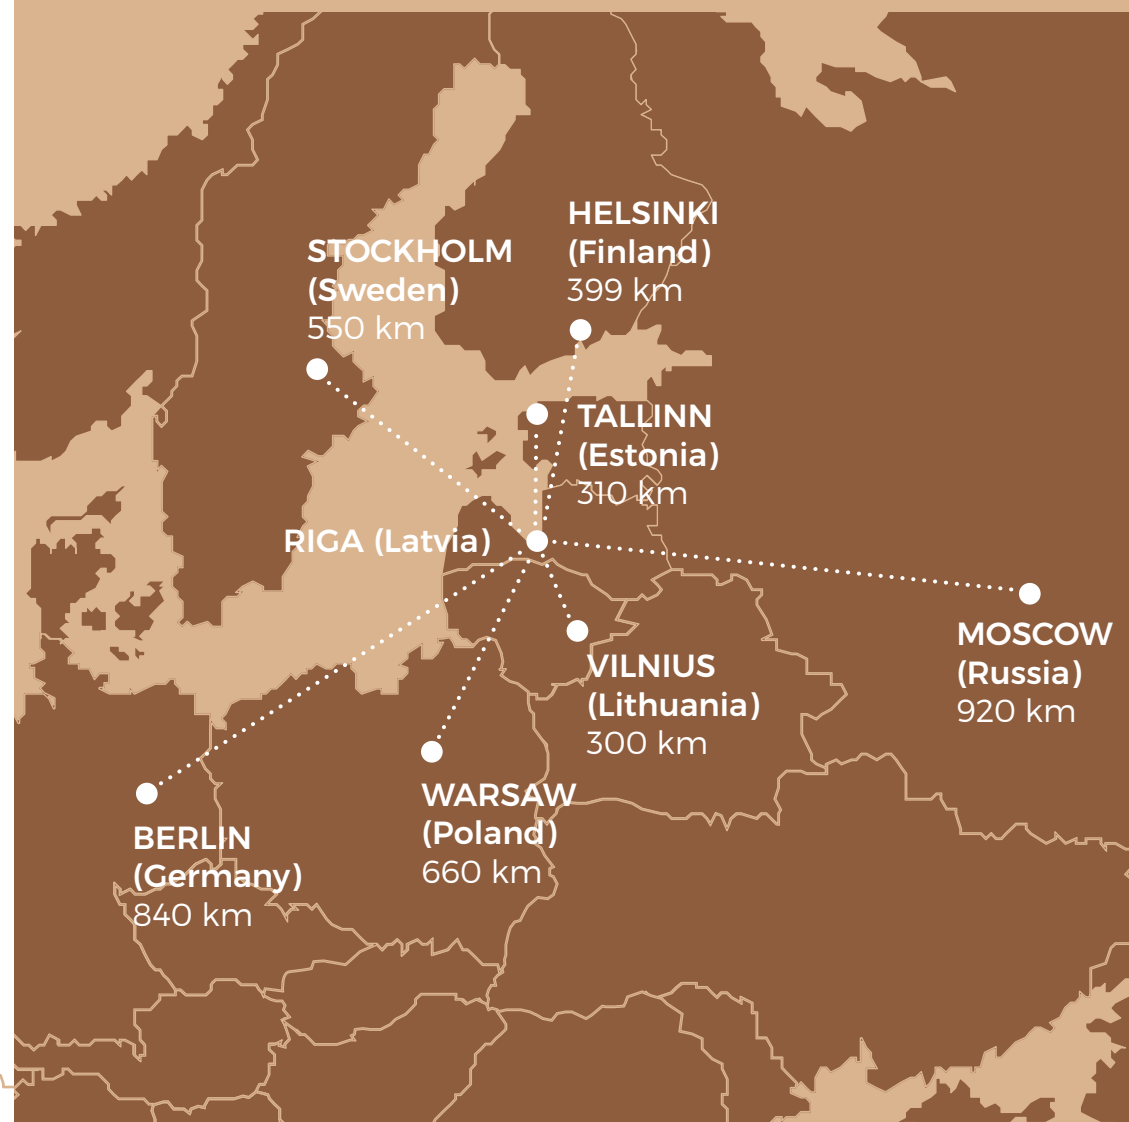 HELSINKI
(Finland)
399 km
STOCKHOLM
(Sweden)
550 km
TALLINN
(Estonia)
310 km
RIGA (Latvia)
MOSCOW
(Russia)
920 km
VILNIUS
(Lithuania)
300 km
WARSAW
(Poland)
660 km
BERLIN
(Germany)
840 km